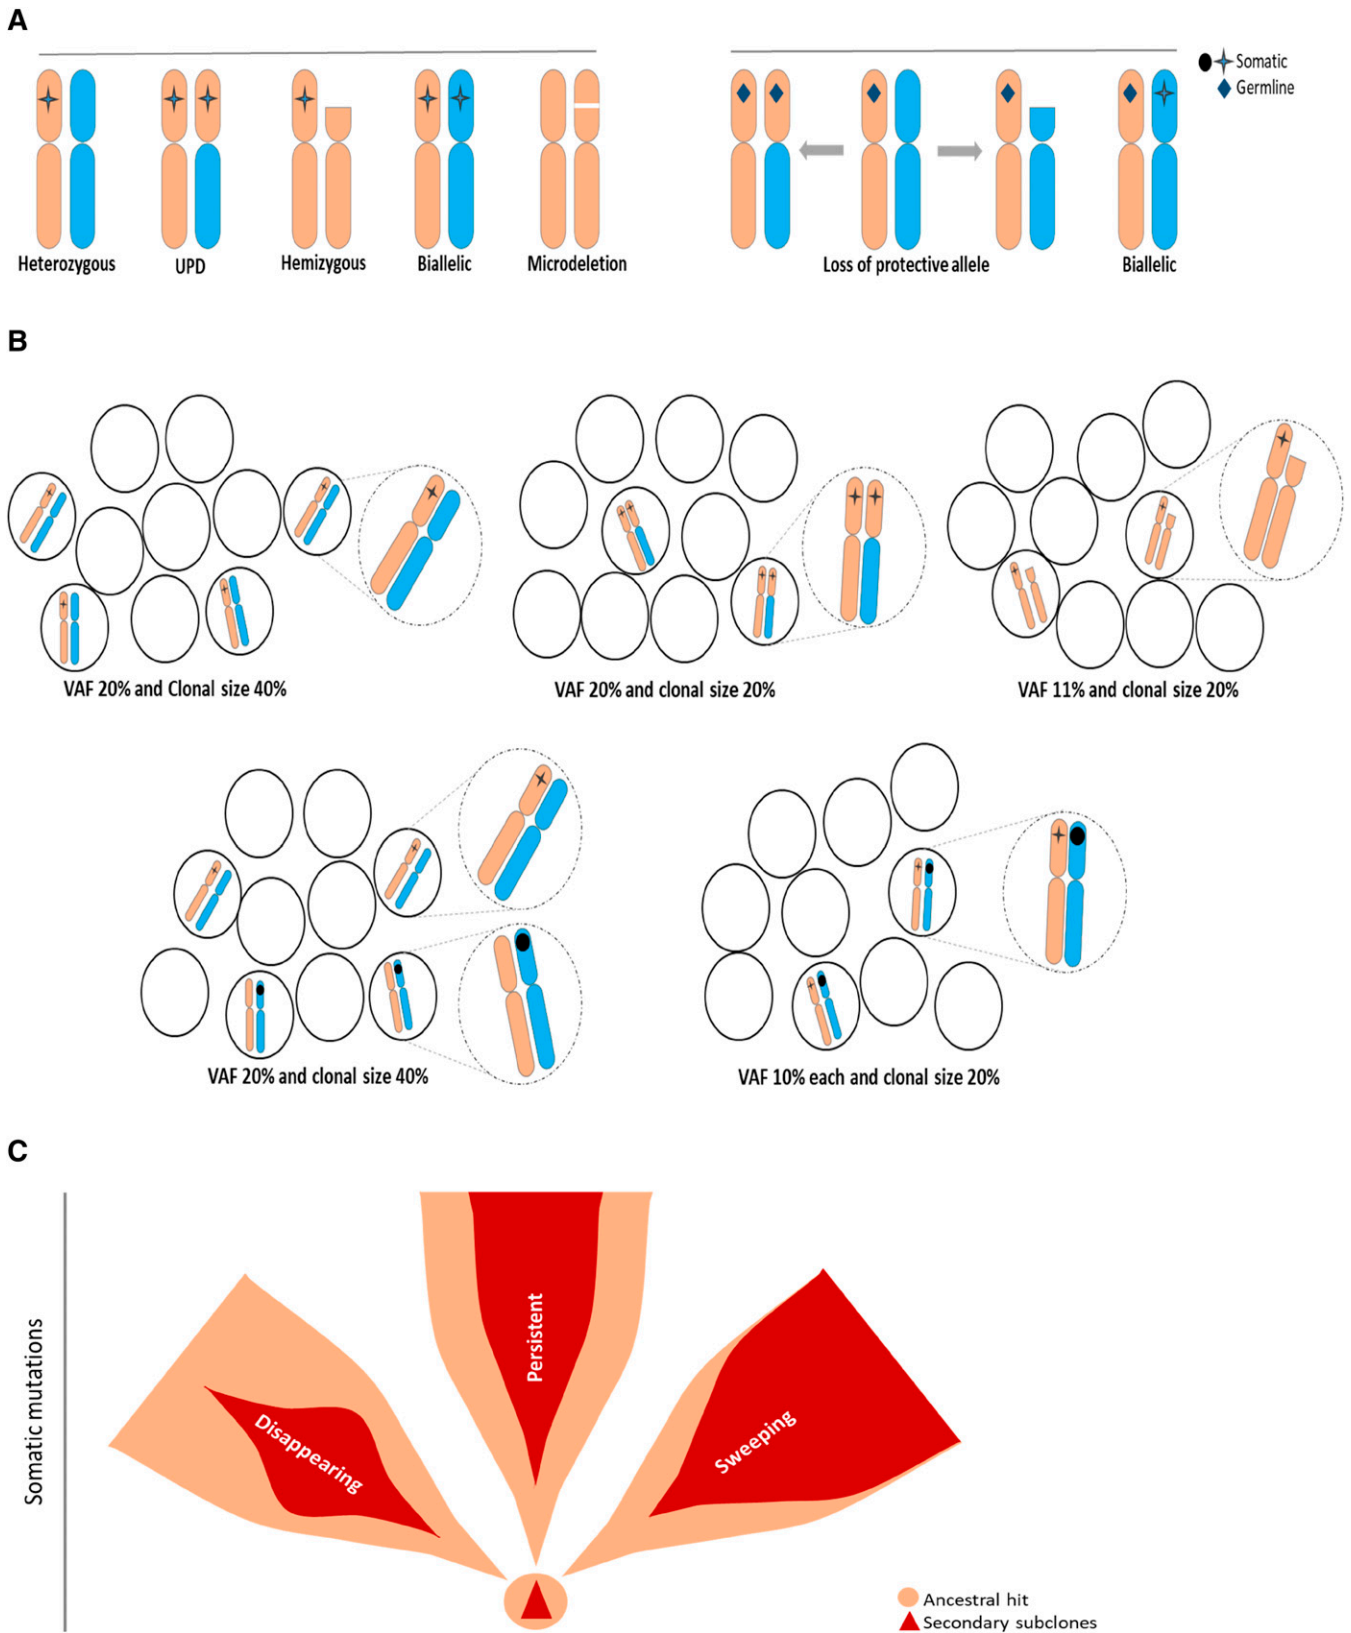 A
Somatic
Germline
Heterozygous
UPD
Hemizygous
Biallelic
Microdeletion
Loss of protective allele
Biallelic
B
VAF 20% and Clonal size 40%
VAF 20% and clonal size 20%
VAF 11% and clonal size 20%
VAF 20% and clonal size 40%
VAF 10% each and clonal size 20%
C
Somatic mutations
Disappearing
Persistent
Sweeping
Ancestral hit
Secondary subclones